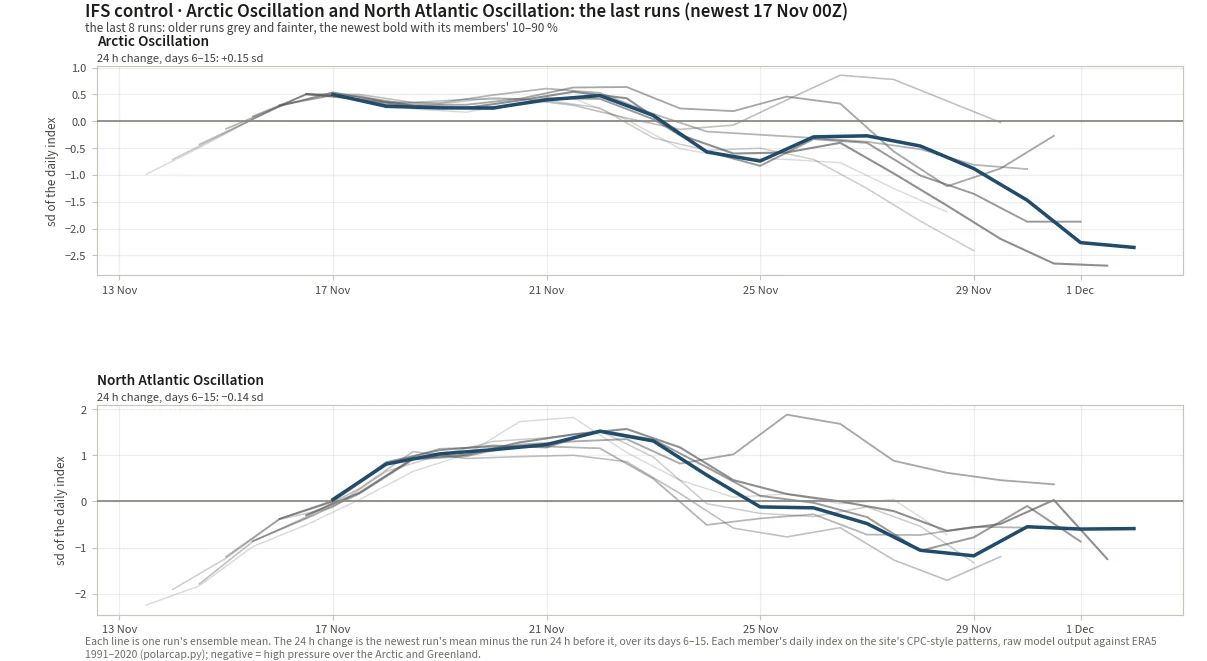 IFS control · Arctic Oscillation and North Atlantic Oscillation: the last runs (newest 17 Nov 00Z)
the last 8 runs: older runs grey and fainter, the newest bold with its members' 10–90 %
Arctic Oscillation
24 h change, days 6–15: +0.15 sd
1.0
0.5
0.0
−0.5
−1.0
−1.5
−2.0
−2.5
sd of the daily index
13 Nov
17 Nov
21 Nov
25 Nov
29 Nov
1 Dec
North Atlantic Oscillation
24 h change, days 6–15: −0.14 sd
2
1
0
−1
−2
sd of the daily index
13 Nov
17 Nov
21 Nov
25 Nov
29 Nov
1 Dec
Each line is one run's ensemble mean. The 24 h change is the newest run's mean minus the run 24 h before it, over its days 6–15. Each member's daily index on the site's CPC-style patterns, raw model output against ERA5
1991–2020 (polarcap.py); negative = high pressure over the Arctic and Greenland.